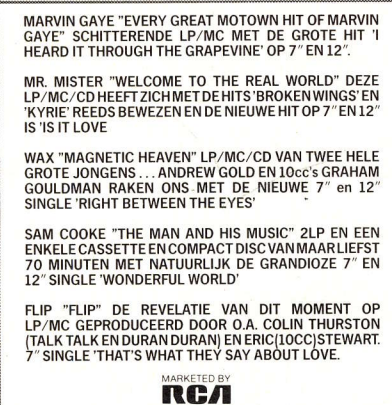 MARVIN GAYE "EVERY GREAT MOTOWN HIT OF MARVIN
GAYE" SCHITTERENDE LP/MC MET DE GROTE HIT 'I
HEARD IT THROUGH THE GRAPEVINE' OP 7" EN 12".
MR. MISTER "WELCOME TO THE REAL WORLD" DEZE
LP/MC/CD HEEFT ZICH MET DE HITS 'BROKEN WINGS' EN
'KYRIE' REEDS BEWEZEN EN DE NIEUWE HIT OP 7" EN 12"
IS 'IS IT LOVE
WAX "MAGNETIC HEAVEN" LP/MC/CD VAN TWEE HELE
GROTE JONGENS... ANDREW GOLD EN 10cc's GRAHAM
GOULDMAN RAKEN ONS MET DE NIEUWE 7" en 12"
SINGLE 'RIGHT BETWEEN THE EYES'
SAM COOKE "THE MAN AND HIS MUSIC" 2LP EN EEN
ENKELE CASSETTE EN COMPACT DISC VAN MAAR LIEFST
70 MINUTEN MET NATUURLIJK DE GRANDIOZE 7" EN
12" SINGLE 'WONDERFUL WORLD'
FLIP "FLIP" DE REVELATIE VAN DIT MOMENT OP
LP/MC GEPRODUCEERD DOOR O.A. COLIN THURSTON
(TALK TALK EN DURAN DURAN) EN ERIC (10CC) STEWART.
7" SINGLE 'THAT'S WHAT THEY SAY ABOUT LOVE.
MARKETED BY
RCA